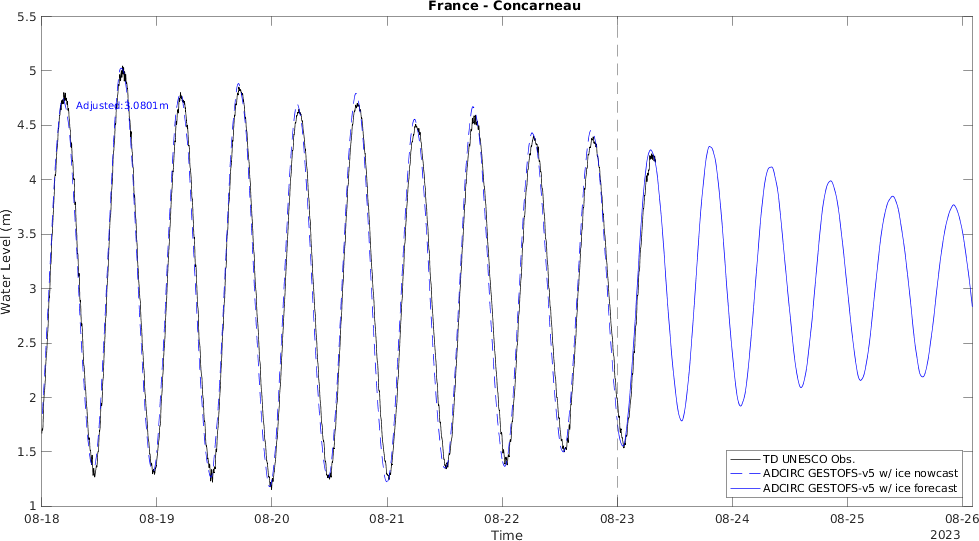 France - Concarneau
5.5
5
4.5
4
3.5
3
2.5
2
1.5
1
Water Level (m)
Adjusted:3.0801m
TD UNESCO Obs.
ADCIRC GESTOFS-v5 w/ ice nowcast
ADCIRC GESTOFS-v5 w/ ice forecast
08-18 08-19 08-20 08-21 08-22 08-23 08-24 08-25 08-26
Time
2023